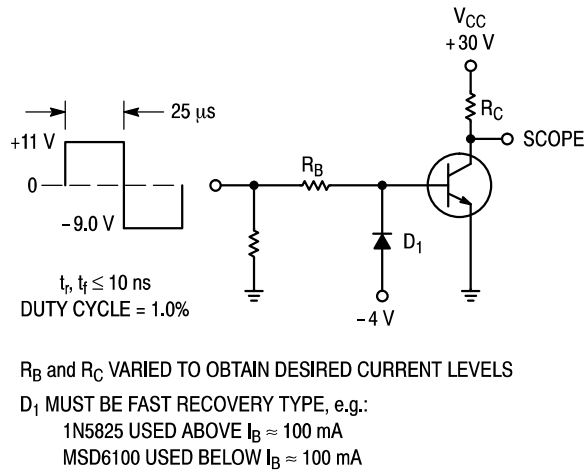 V_CC
+30 V
25 μs
R_C
+11 V
SCOPE
R_B
0
−9.0 V
D_1
t_r, t_f ≤ 10 ns
−4 V
DUTY CYCLE = 1.0%
R_B and R_C VARIED TO OBTAIN DESIRED CURRENT LEVELS
D_1 MUST BE FAST RECOVERY TYPE, e.g.:
1N5825 USED ABOVE I_B ≈ 100 mA
MSD6100 USED BELOW I_B ≈ 100 mA